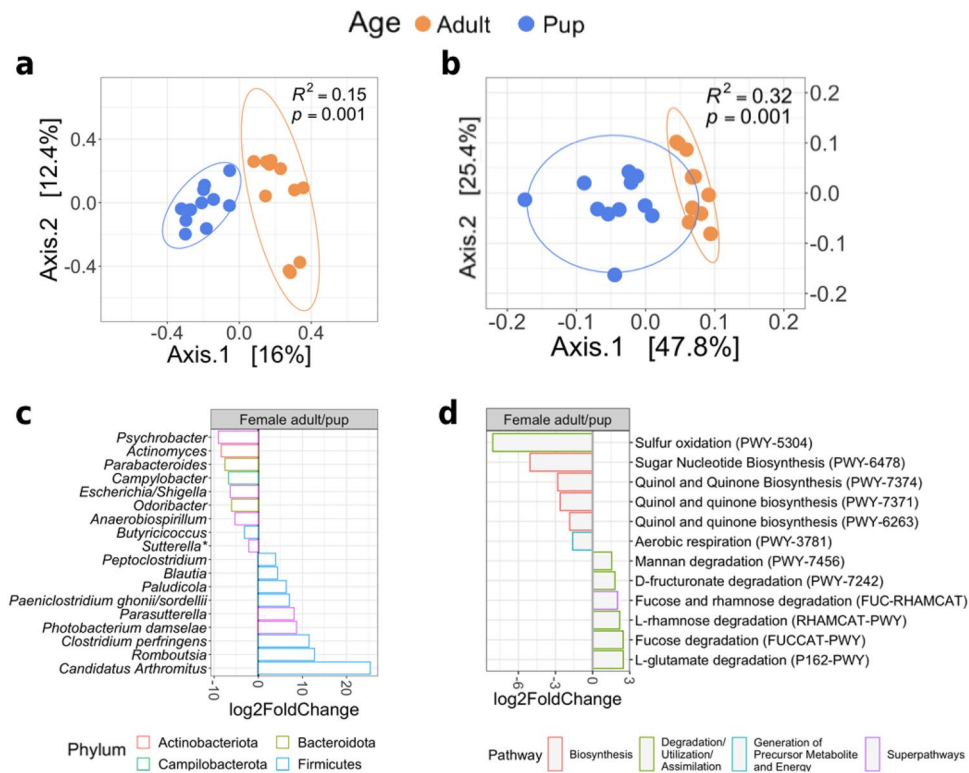 Age Adult Pup
a
R² = 0.15
p = 0.001
Axis.2 [12.4%]
0.4
0.0
-0.4
-0.4 0.0 0.4
Axis.1 [16%]
b
R² = 0.32
p = 0.001
Axis.2 [25.4%]
0.2
0.1
0.0
-0.1
-0.2
-0.2 -0.1 0.0 0.1 0.2
Axis.1 [47.8%]
c
Female adult/pup
Psychrobacter
Actinomyces
Parabacteroides
Campylobacter
Escherichia/Shigella
Odoribacter
Anaerobiospirillum
Butyricicoccus
Sutterella*
Peptoclostridium
Blautia
Paludicola
Paeniclostridium ghonii/sordellii
Parasutterella
Photobacterium damselae
Clostridium perfringens
Romboutsia
Candidatus Arthromitus
-10 0 10 20
log2FoldChange
Phylum
Actinobacteriota
Bacteroidota
Campilobacterota
Firmicutes
d
Female adult/pup
Sulfur oxidation (PWY-5304)
Sugar Nucleotide Biosynthesis (PWY-6478)
Quinol and Quinone Biosynthesis (PWY-7374)
Quinol and quinone biosynthesis (PWY-7371)
Quinol and quinone biosynthesis (PWY-6263)
Aerobic respiration (PWY-3781)
Mannan degradation (PWY-7456)
D-fructuronate degradation (PWY-7242)
Fucose and rhamnose degradation (FUC-RHAMCAT)
L-rhamnose degradation (RHAMCAT-PWY)
Fucose degradation (FUCCAT-PWY)
L-glutamate degradation (P162-PWY)
-6 -3 0 3
log2FoldChange
Pathway
Biosynthesis
Degradation/
Utilization/
Assimilation
Generation of
Precursor Metabolite
and Energy
Superpathways